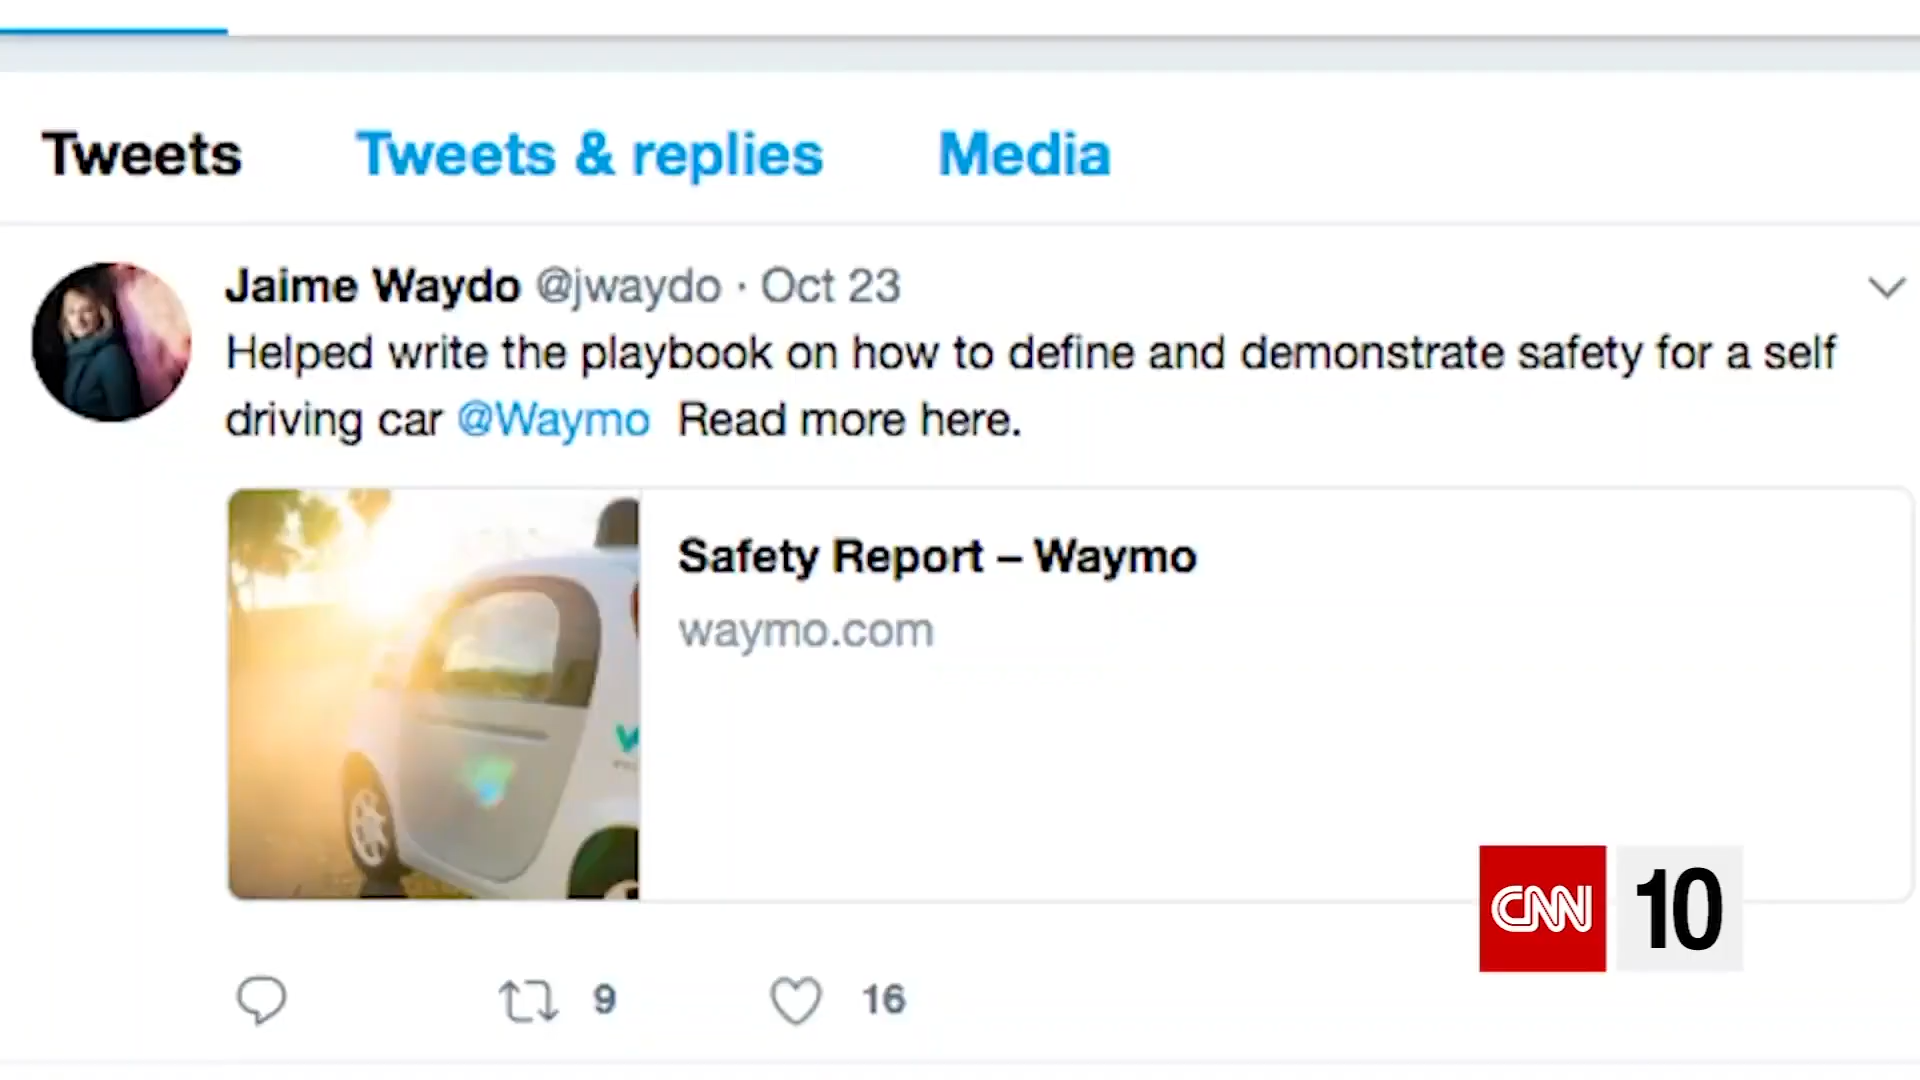 Tweets Tweets & replies Media
Jaime Waydo @jwaydo · Oct 23
Helped write the playbook on how to define and demonstrate safety for a self
driving car @Waymo Read more here.
Safety Report – Waymo
waymo.com
CNN 10
9 16